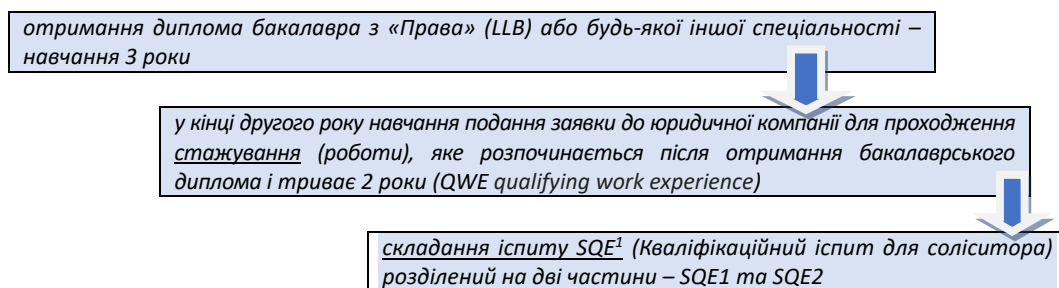 отримання диплома бакалавра з «Права» (LLB) або будь-якої іншої спеціальності –
навчання 3 роки
у кінці другого року навчання подання заявки до юридичної компанії для проходження
стажування (роботи), яке розпочинається після отримання бакалаврського
диплома і триває 2 роки (QWE qualifying work experience)
складання іспиту SQE¹ (Кваліфікаційний іспит для солісітора)
розділений на дві частини – SQE1 та SQE2